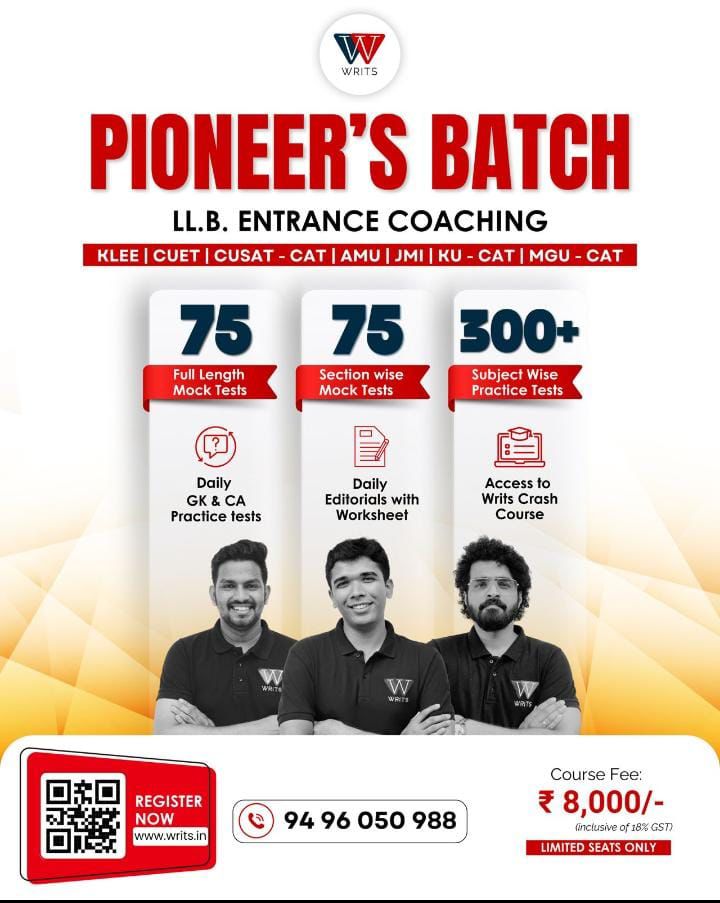 WRITS
PIONEER'S BATCH
LL.B. ENTRANCE COACHING
KLEE | CUET | CUSAT - CAT | AMU | JMI | KU - CAT | MGU - CAT
75
Full Length
Mock Tests
Daily
GK & CA
Practice tests
75
Section wise
Mock Tests
Daily
Editorials with
Worksheet
300+
Subject Wise
Practice Tests
Access to
Writs Crash
Course
WRITS
WRITS
WRITS
REGISTER
NOW
www.writs.in
94 96 050 988
Course Fee:
₹ 8,000/-
(inclusive of 18% GST)
LIMITED SEATS ONLY